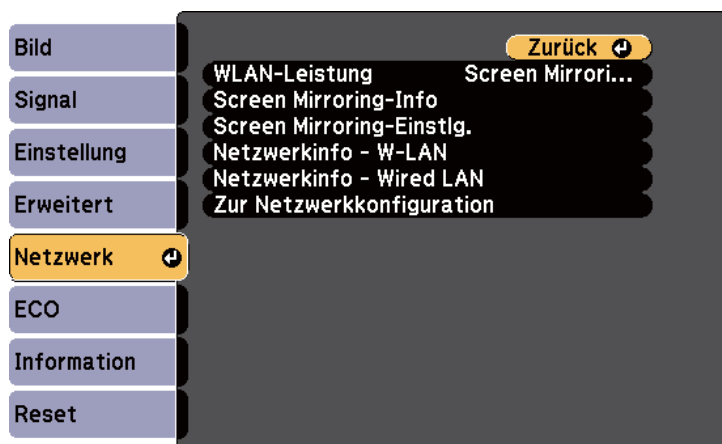 Bild
Signal
Einstellung
Erweitert
Netzwerk
ECO
Information
Reset
Zurück
WLAN-Leistung Screen Mirrori...
Screen Mirroring-Info
Screen Mirroring-Einstlg.
Netzwerkinfo - W-LAN
Netzwerkinfo - Wired LAN
Zur Netzwerkkonfiguration